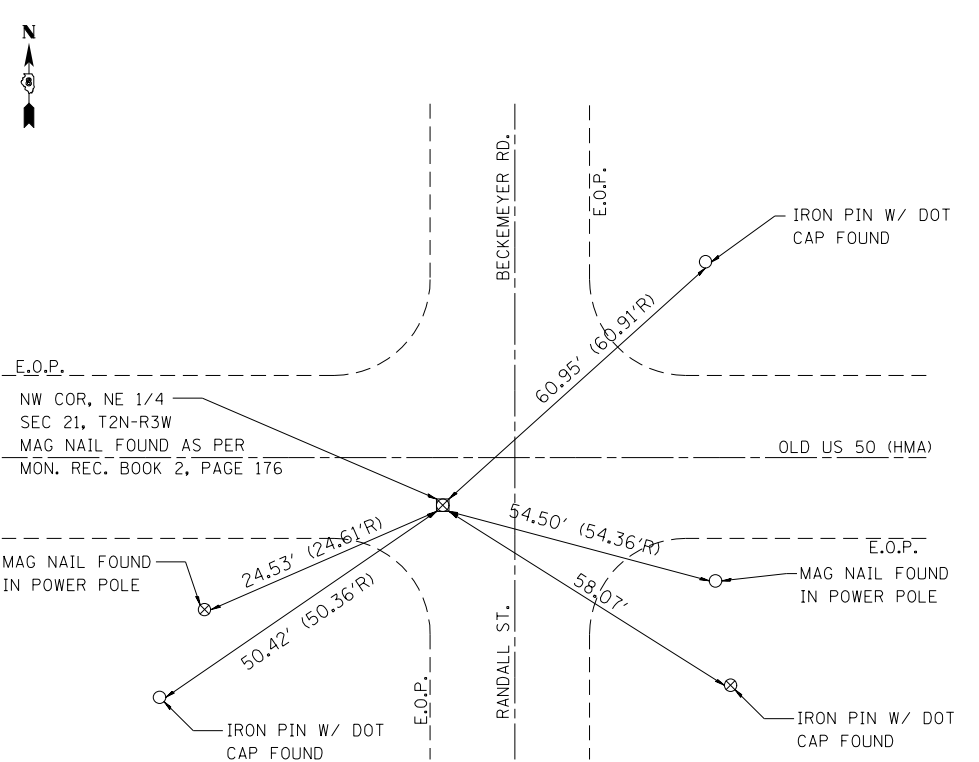 N
BECKEMEYER RD.
E.O.P.
IRON PIN W/ DOT
CAP FOUND
60.95' (60.91'R)
E.O.P.
NW COR, NE 1/4
SEC 21, T2N-R3W
MAG NAIL FOUND AS PER
MON. REC. BOOK 2, PAGE 176
OLD US 50 (HMA)
54.50' (54.36'R)
24.53' (24.61'R)
E.O.P.
MAG NAIL FOUND
IN POWER POLE
MAG NAIL FOUND
IN POWER POLE
58.07'
50.42' (50.36'R)
RANDALL ST.
E.O.P.
IRON PIN W/ DOT
CAP FOUND
IRON PIN W/ DOT
CAP FOUND